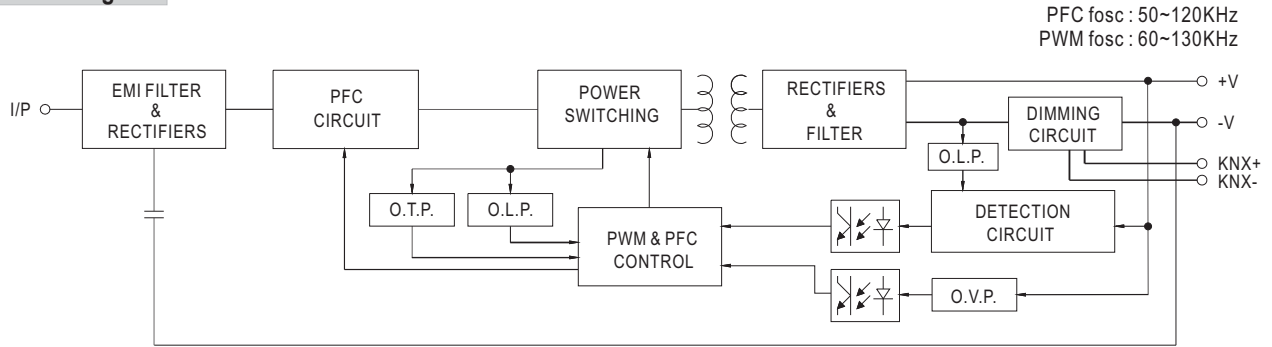 PFC fosc : 50~120KHz
PWM fosc : 60~130KHz
I/P
EMI FILTER
&
RECTIFIERS
PFC
CIRCUIT
POWER
SWITCHING
RECTIFIERS
&
FILTER
DIMMING
CIRCUIT
+V
-V
KNX+
KNX-
O.L.P.
O.T.P.
O.L.P.
PWM & PFC
CONTROL
DETECTION
CIRCUIT
O.V.P.